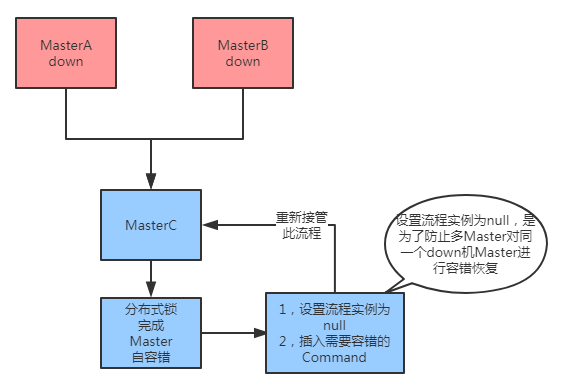 MasterA
down
MasterB
down
MasterC
重新接管
此流程
设置流程实例为null，是
为了防止多Master对同
一个down机Master进
行容错恢复
分布式锁
完成
Master
自容错
1，设置流程实例为
null
2，插入需要容错的
Command